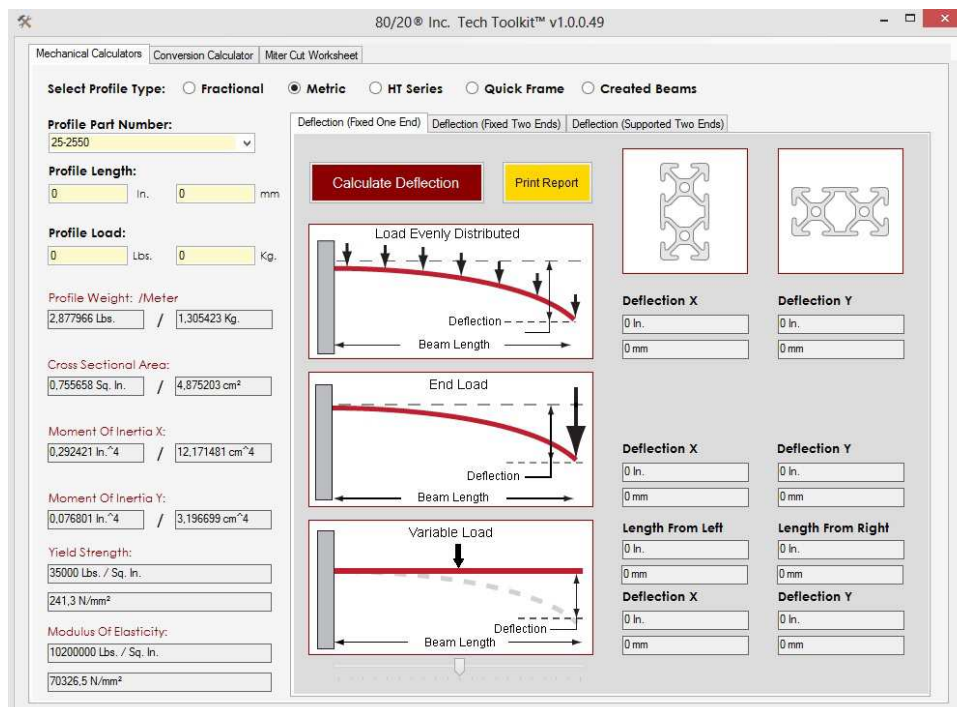 80/20® Inc. Tech Toolkit™ v1.0.0.49
Mechanical Calculators
Conversion Calculator
Miter Cut Worksheet
Select Profile Type:
Fractional
Metric
HT Series
Quick Frame
Created Beams
Profile Part Number:
25-2550
Profile Length:
0 In.
0 mm
Profile Load:
0 Lbs.
0 Kg.
Profile Weight: /Meter
2,877966 Lbs. / 1,305423 Kg.
Cross Sectional Area:
0,755658 Sq. In. / 4,875203 cm²
Moment Of Inertia X:
0,292421 In.^4 / 12,171481 cm^4
Moment Of Inertia Y:
0,076801 In.^4 / 3,196699 cm^4
Yield Strength:
35000 Lbs. / Sq. In.
241,3 N/mm²
Modulus Of Elasticity:
10200000 Lbs. / Sq. In.
70326,5 N/mm²
Deflection (Fixed One End)
Deflection (Fixed Two Ends)
Deflection (Supported Two Ends)
Calculate Deflection
Print Report
Load Evenly Distributed
Deflection
Beam Length
Deflection X
Deflection Y
0 In.
0 In.
0 mm
0 mm
End Load
Deflection
Beam Length
Deflection X
Deflection Y
0 In.
0 In.
0 mm
0 mm
Variable Load
Deflection
Beam Length
Length From Left
Length From Right
0 In.
0 In.
0 mm
0 mm
Deflection X
Deflection Y
0 In.
0 In.
0 mm
0 mm